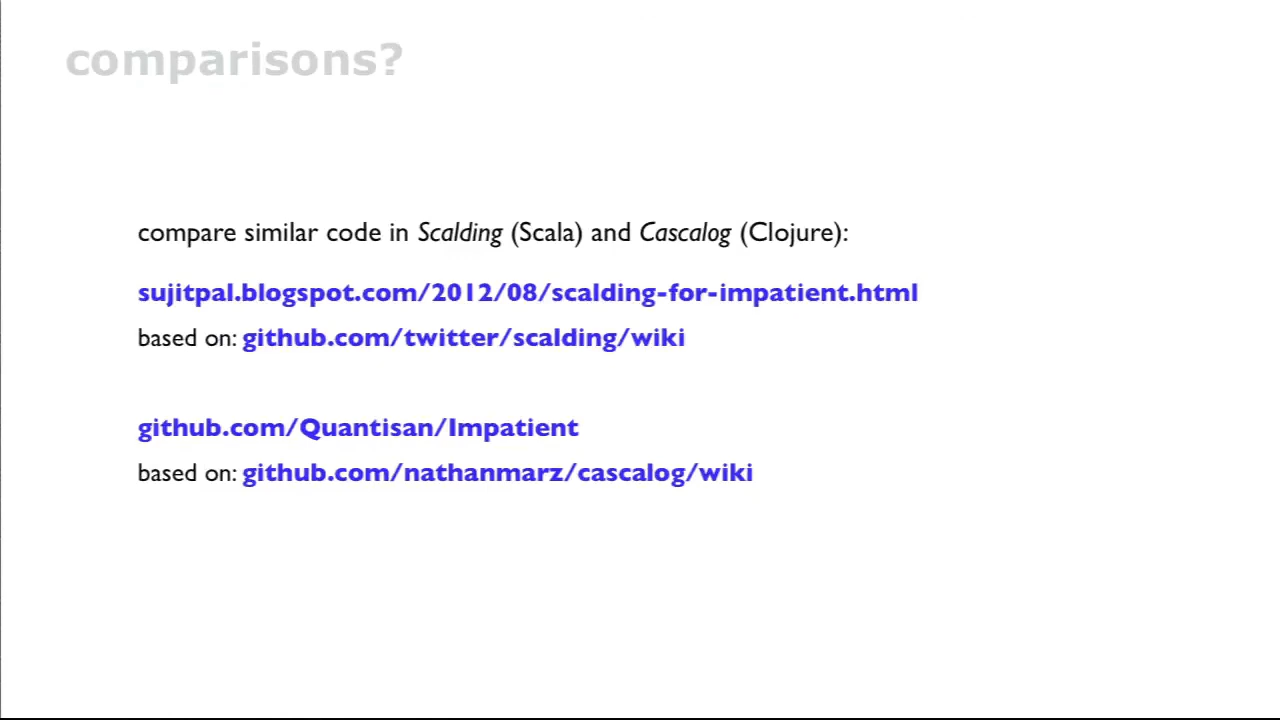 comparisons?
compare similar code in Scalding (Scala) and Cascalog (Clojure):
sujitpal.blogspot.com/2012/08/scalding-for-impatient.html
based on: github.com/twitter/scalding/wiki
github.com/Quantisan/Impatient
based on: github.com/nathanmarz/cascalog/wiki